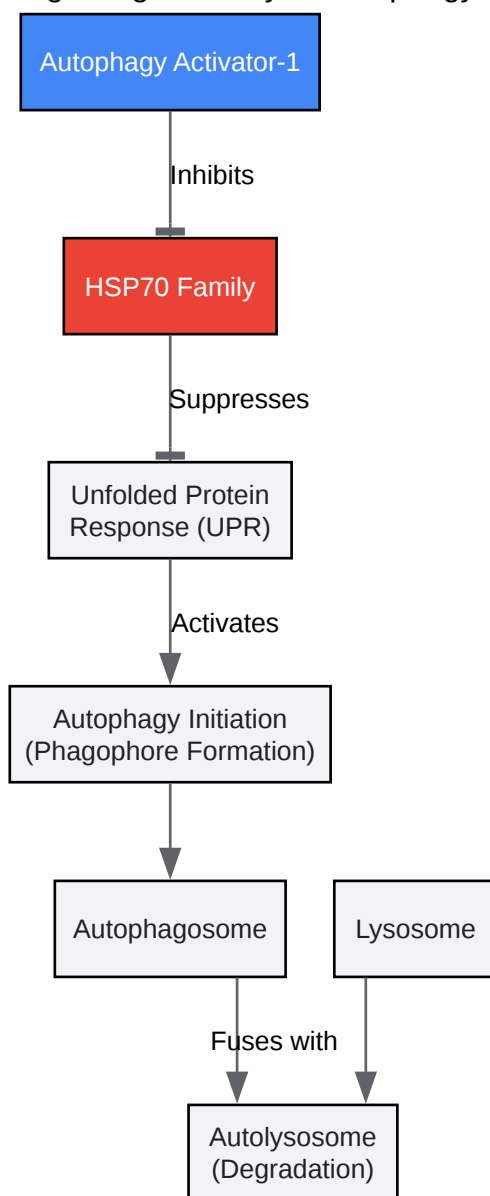 Autophagy Activator-1
Inhibits
HSP70 Family
Suppresses
Unfolded Protein
Response (UPR)
Activates
Autophagy Initiation
(Phagophore Formation)
Autophagosome
Lysosome
Fuses with
Autolysosome
(Degradation)